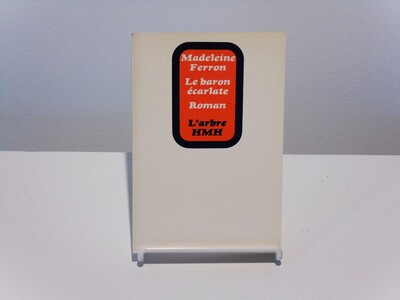 Madeleine
Ferron
Le baron
écarlate
Roman
L'arbre
HMH